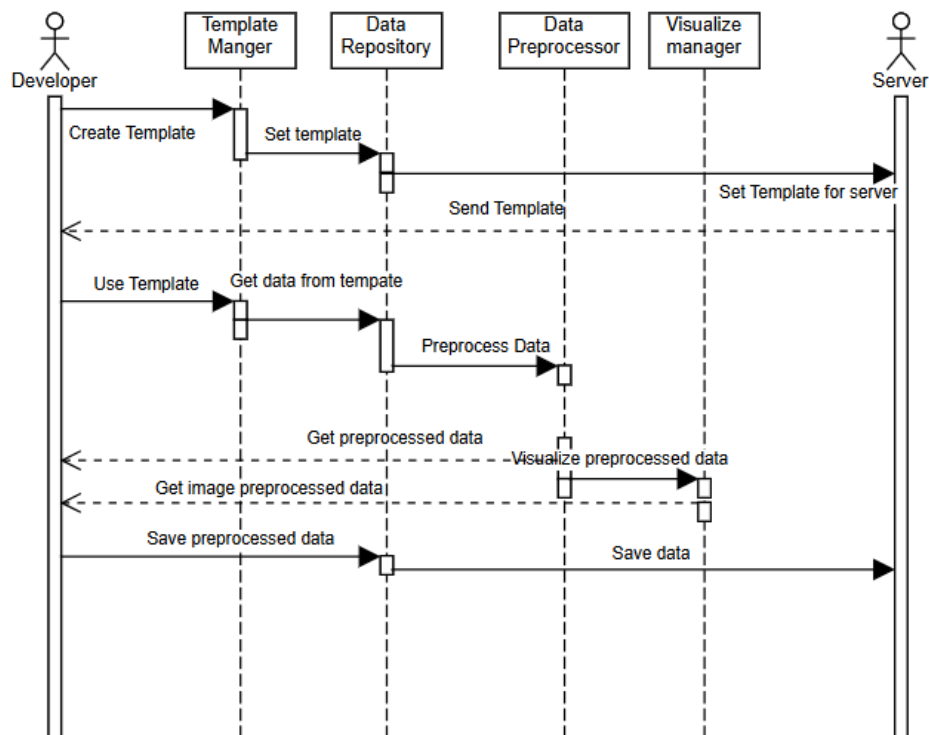 Template
Manger
Data
Repository
Data
Preprocessor
Visualize
manager
Developer
Server
Create Template
Set template
Set Template for server
Send Template
Use Template
Get data from tempate
Preprocess Data
Get preprocessed data
Visualize preprocessed data
Get image preprocessed data
Save preprocessed data
Save data